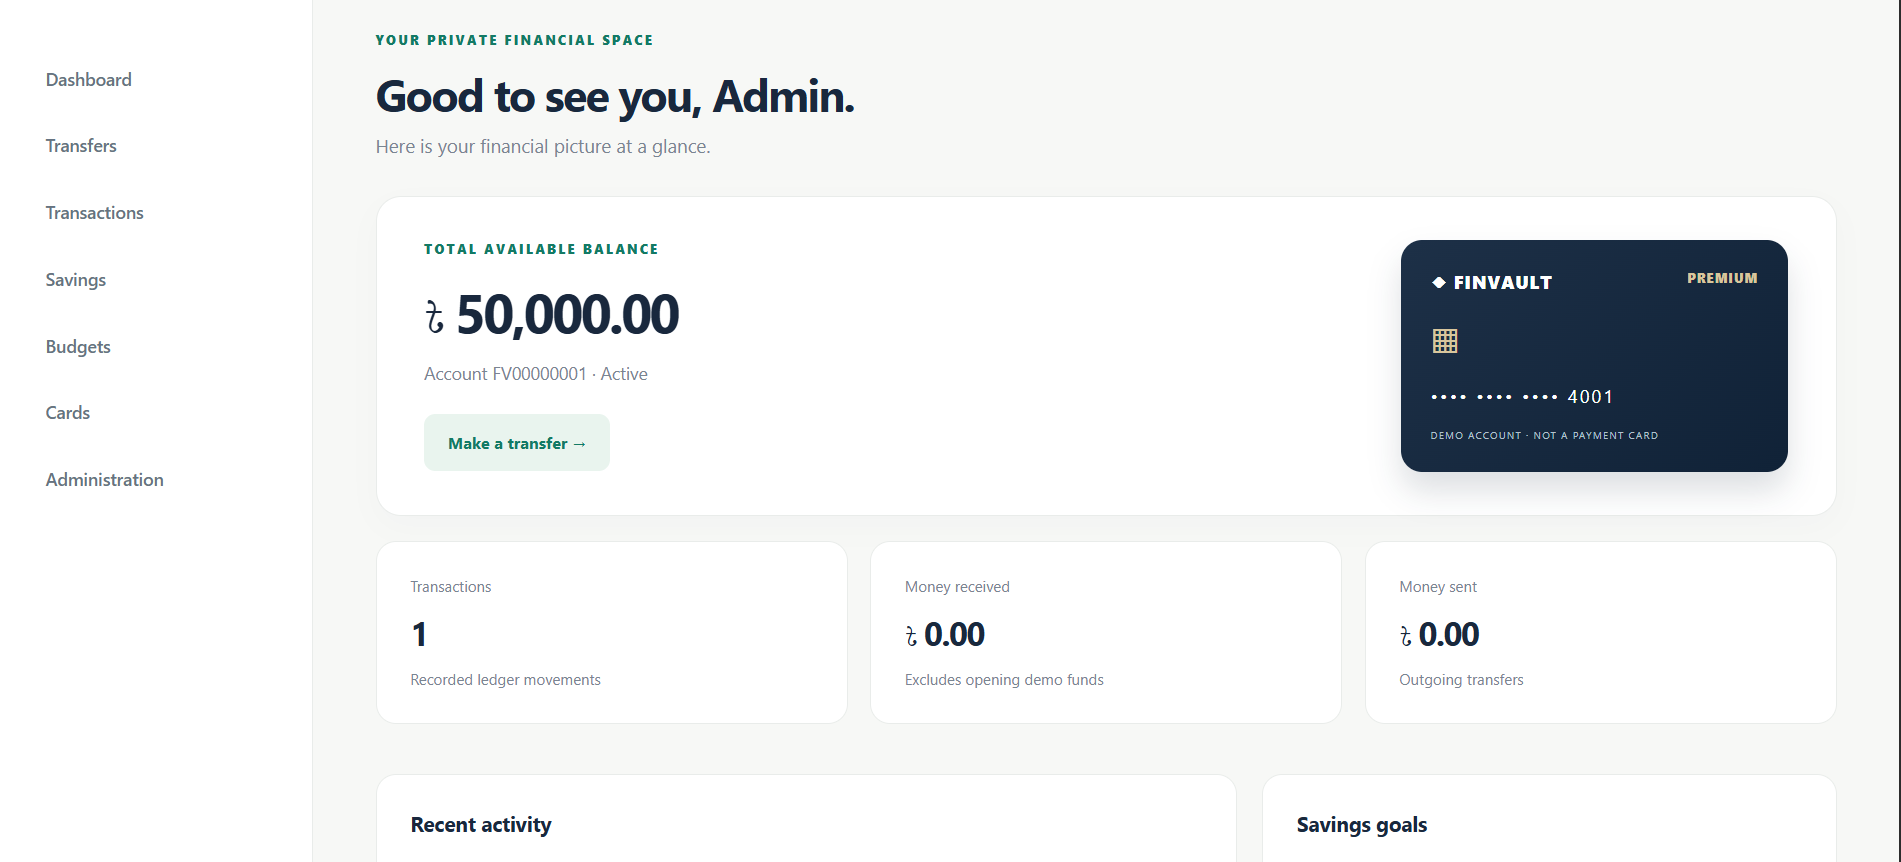 Dashboard
Transfers
Transactions
Savings
Budgets
Cards
Administration
YOUR PRIVATE FINANCIAL SPACE
Good to see you, Admin.
Here is your financial picture at a glance.
TOTAL AVAILABLE BALANCE
৳ 50,000.00
Account FV00000001 · Active
Make a transfer →
◆ FINVAULT
PREMIUM
▦
•••• •••• •••• 4001
DEMO ACCOUNT · NOT A PAYMENT CARD
Transactions
1
Recorded ledger movements
Money received
৳ 0.00
Excludes opening demo funds
Money sent
৳ 0.00
Outgoing transfers
Recent activity
Savings goals